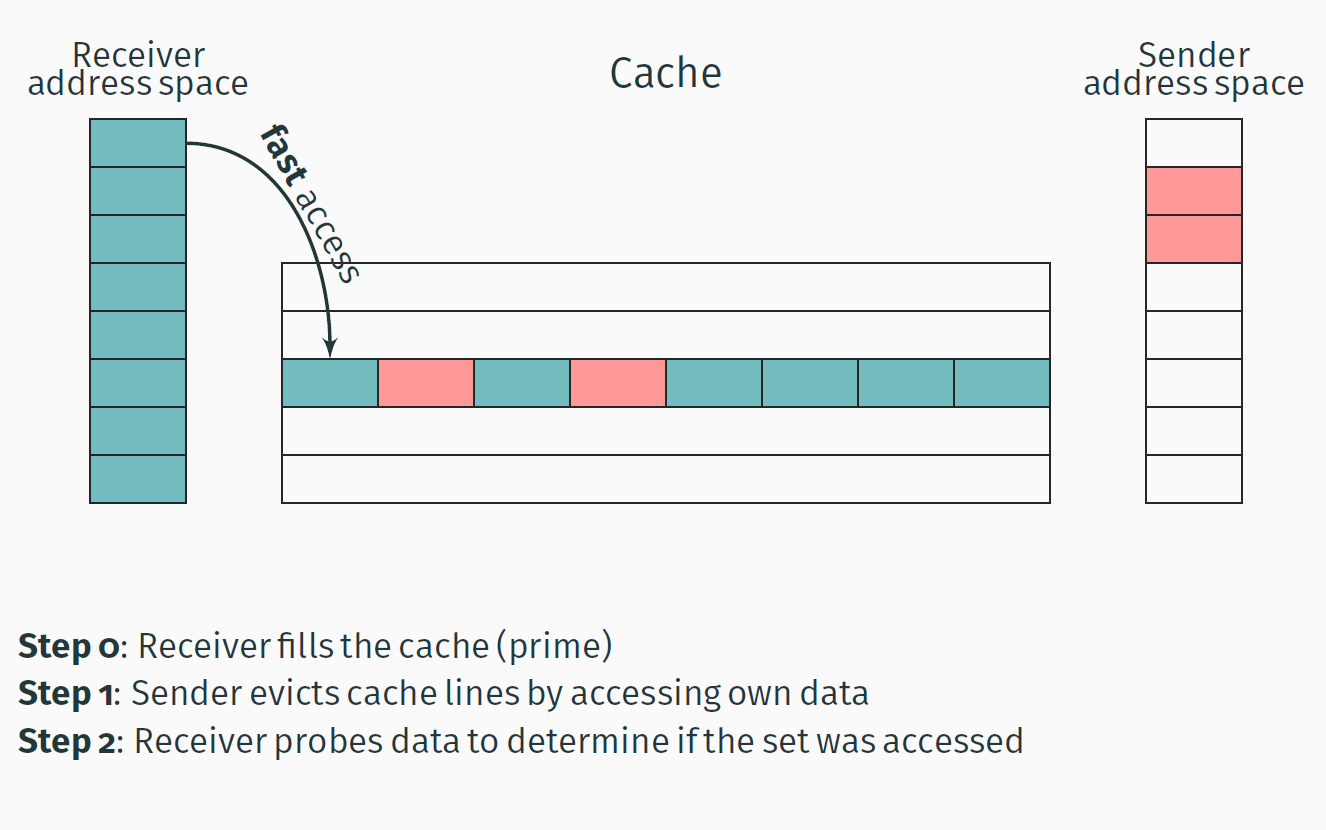 Receiver
address space
Cache
Sender
address space
fast access
Step 0: Receiver fills the cache (prime)
Step 1: Sender evicts cache lines by accessing own data
Step 2: Receiver probes data to determine if the set was accessed